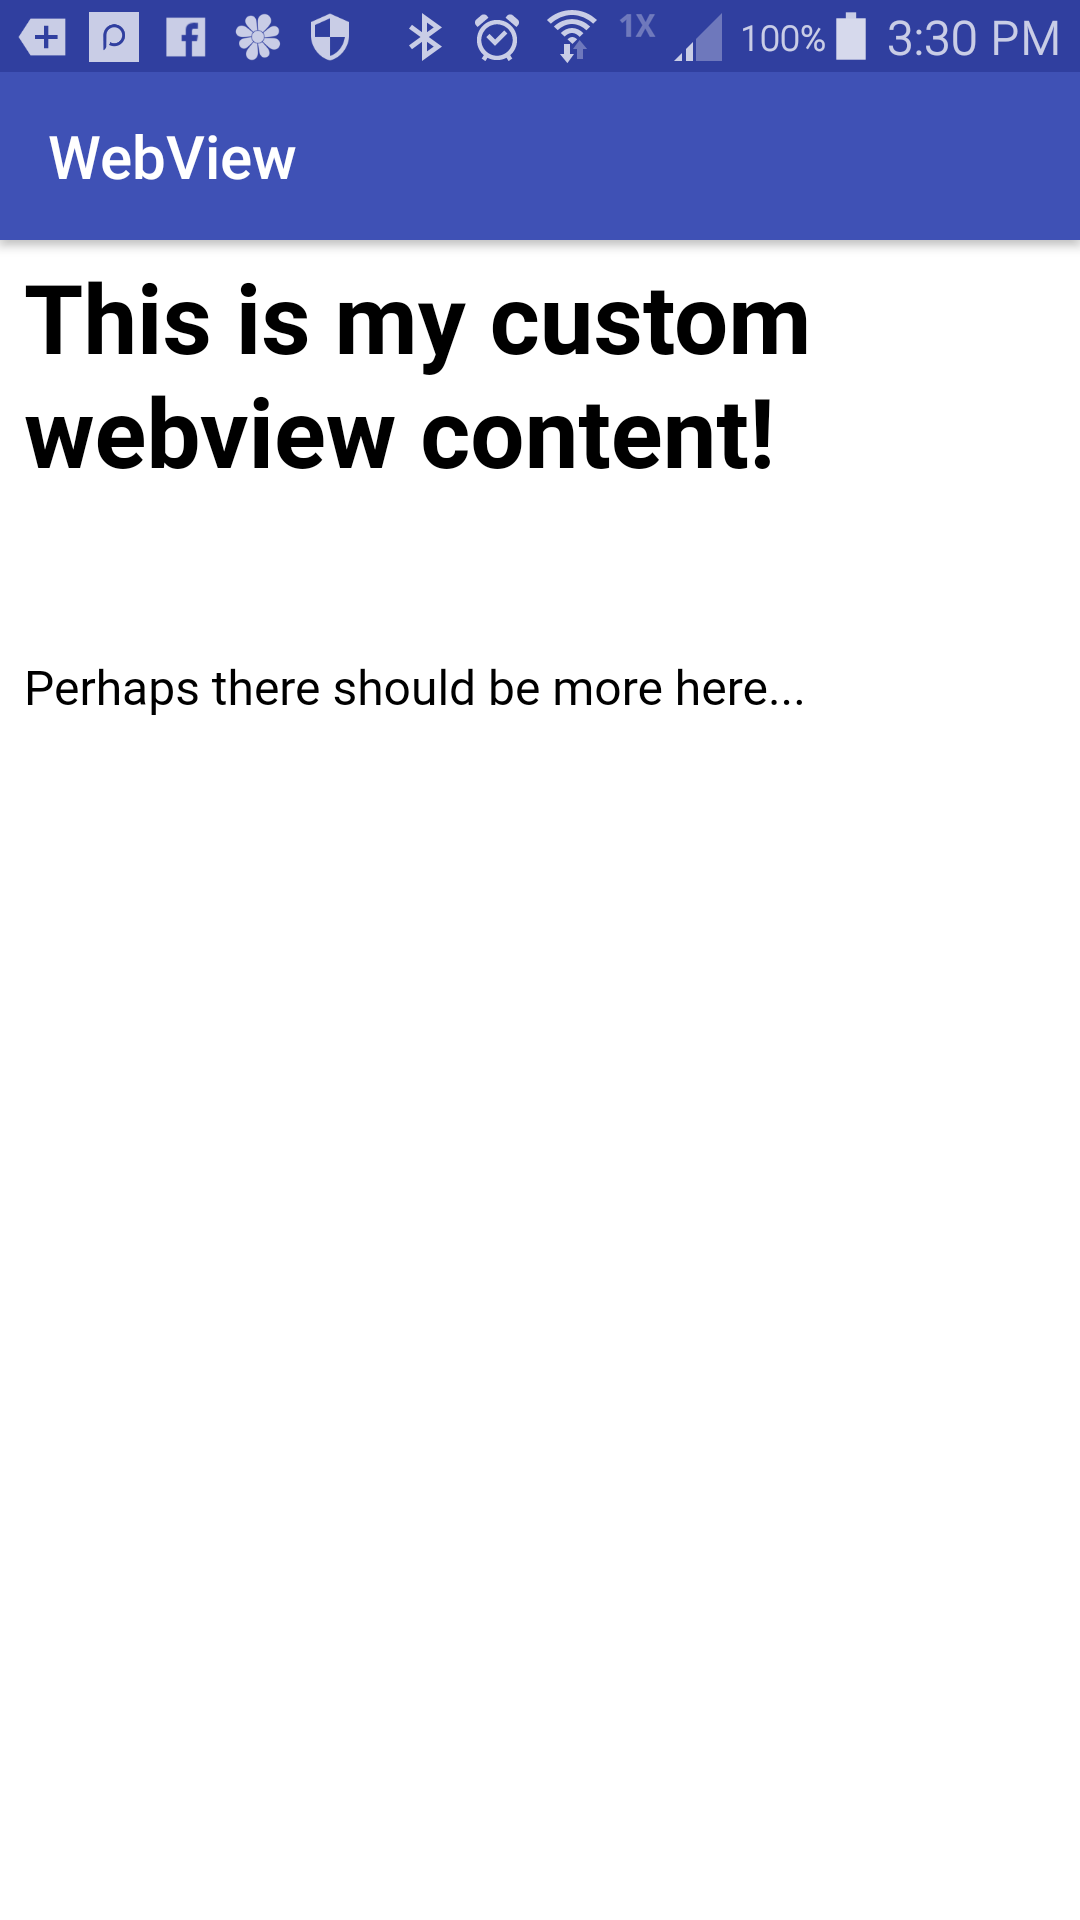 1X 100% 3:30 PM
WebView
This is my custom
webview content!
Perhaps there should be more here...